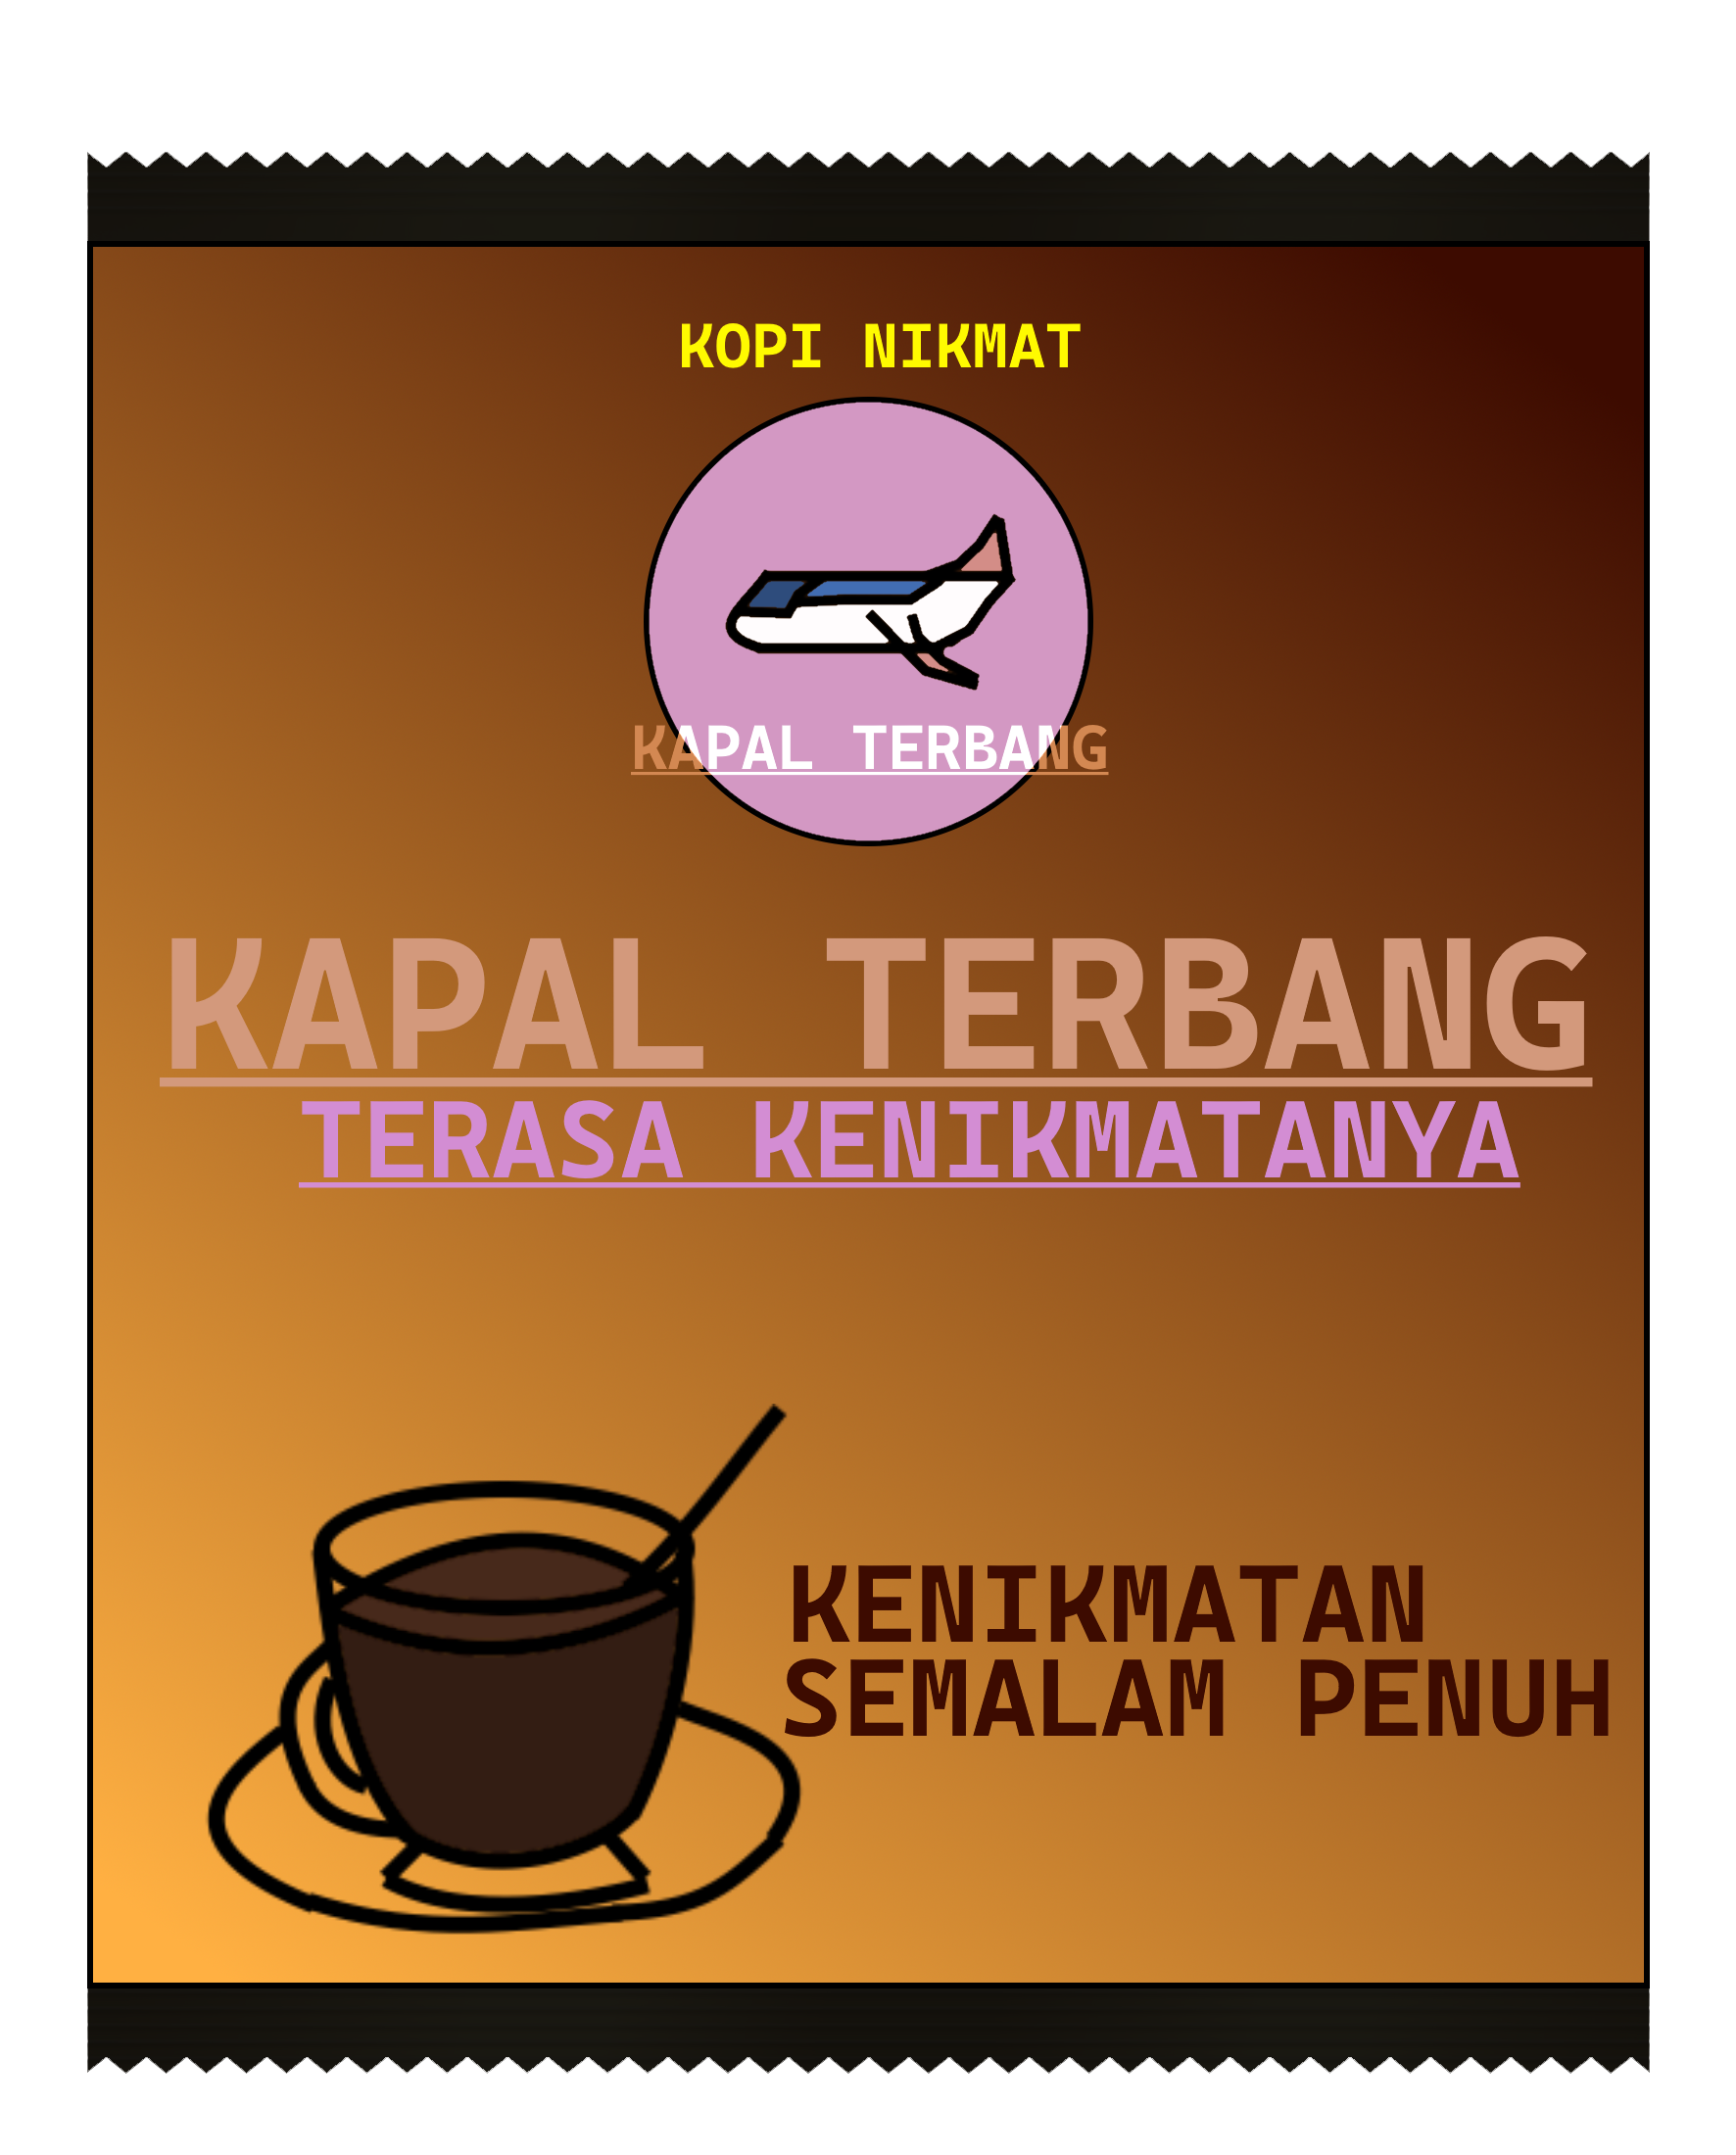 KOPI NIKMAT
KAPAL TERBANG
KAPAL TERBANG
TERASA KENIKMATANYA
KENIKMATAN
SEMALAM PENUH